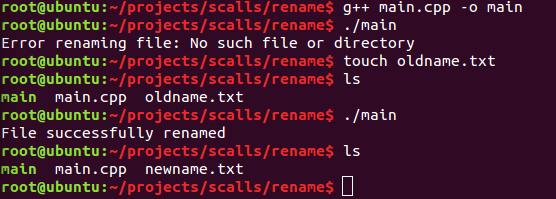 root@ubuntu:~/projects/scalls/rename$ g++ main.cpp -o main
root@ubuntu:~/projects/scalls/rename$ ./main
Error renaming file: No such file or directory
root@ubuntu:~/projects/scalls/rename$ touch oldname.txt
root@ubuntu:~/projects/scalls/rename$ ls
main  main.cpp  oldname.txt
root@ubuntu:~/projects/scalls/rename$ ./main
File successfully renamed
root@ubuntu:~/projects/scalls/rename$ ls
main  main.cpp  newname.txt
root@ubuntu:~/projects/scalls/rename$